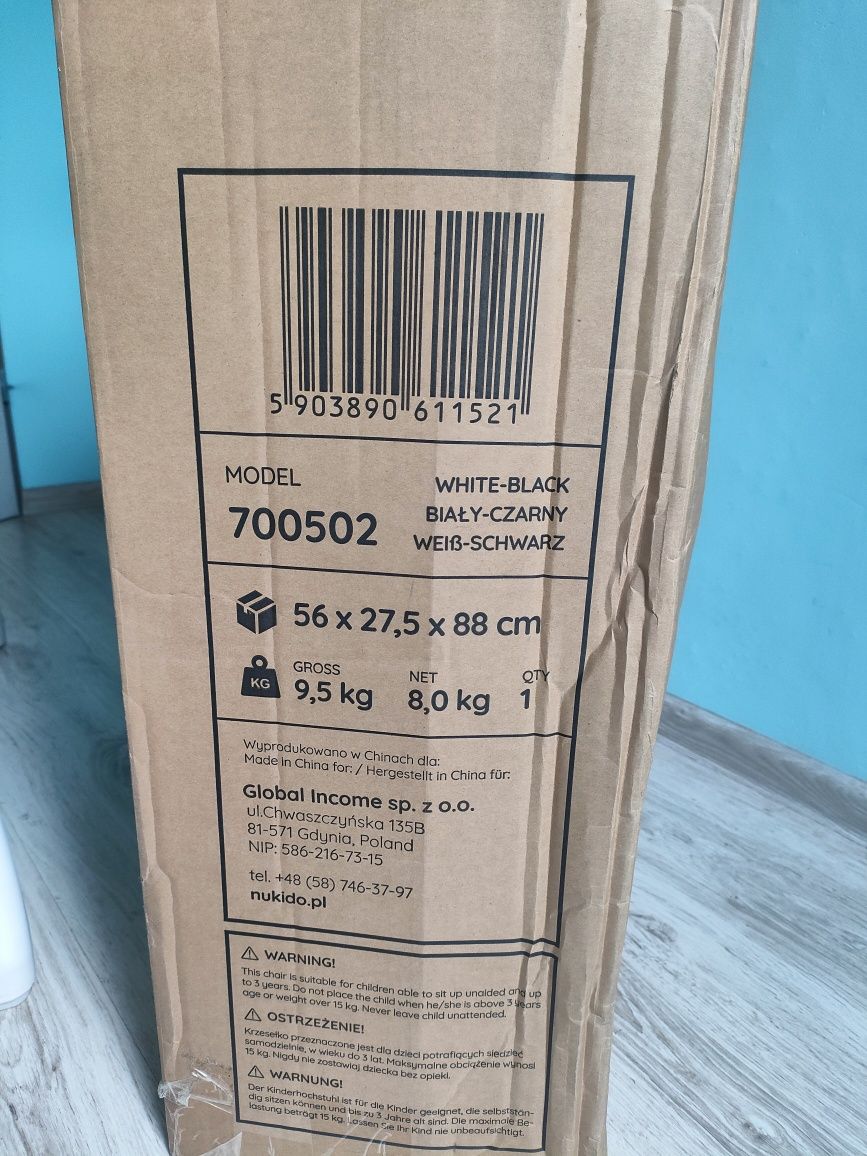 5 903890 611521
MODEL
700502
WHITE-BLACK
BIAŁY-CZARNY
WEIß-SCHWARZ
56 x 27,5 x 88 cm
KG
GROSS
9,5 kg
NET
8,0 kg
QTY
1
Wyprodukowano w Chinach dla:
Made in China for: / Hergestellt in China für:
Global Income sp. z o.o.
ul.Chwaszczyńska 135B
81-571 Gdynia, Poland
NIP: 586-216-73-15
tel. +48 (58) 746-37-97
nukido.pl
WARNING!
This chair is suitable for children able to sit up unaided and up
to 3 years. Do not place the child when he/she is above 3 years
age or weight over 15 kg. Never leave child unattended.
OSTRZEŻENIE!
Krzesełko przeznaczone jest dla dzieci potrafiących siedzieć
samodzielnie, w wieku do 3 lat. Maksymalne obciążenie wynosi
15 kg. Nigdy nie zostawiaj dziecka bez opieki.
WARNUNG!
Der Kinderhochstuhl ist für die Kinder geeignet, die selbststän-
dig sitzen können und bis zu 3 Jahre alt sind. Die maximale Be-
lastung beträgt 15 kg. Lassen Sie Ihr Kind nie unbeaufsichtigt.